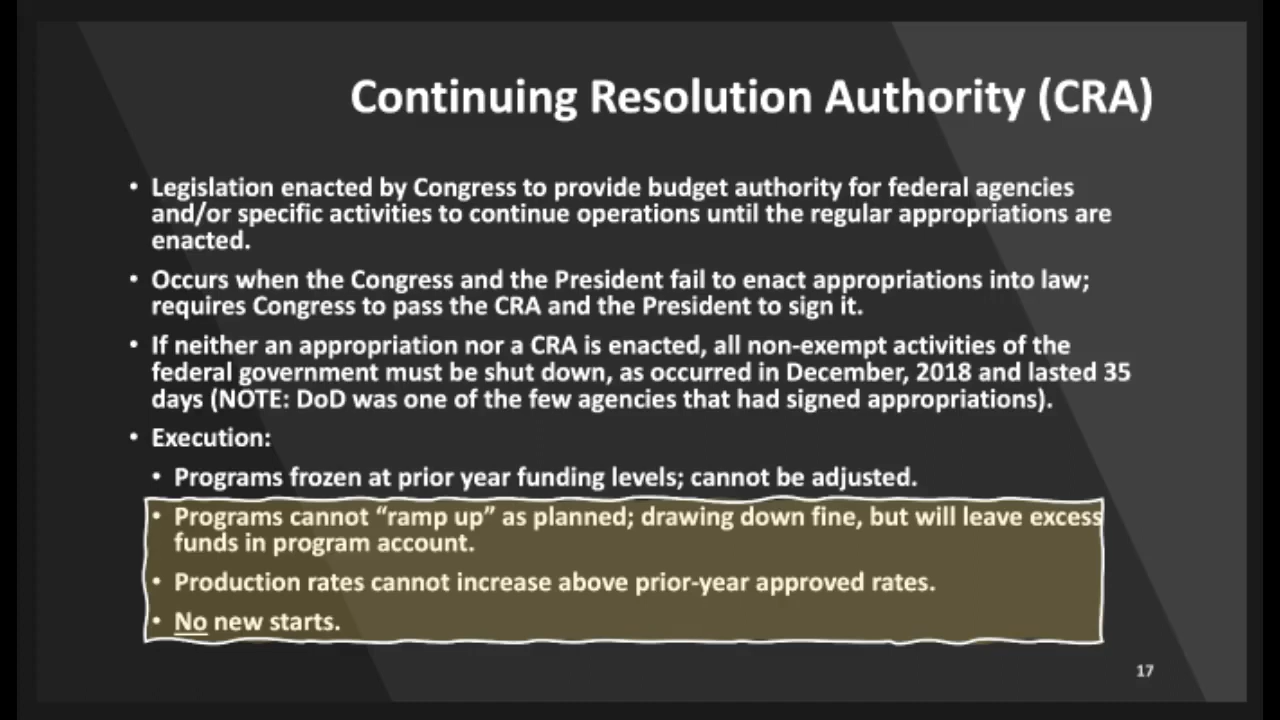 Continuing Resolution Authority (CRA)
• Legislation enacted by Congress to provide budget authority for federal agencies
and/or specific activities to continue operations until the regular appropriations are
enacted.
• Occurs when the Congress and the President fail to enact appropriations into law;
requires Congress to pass the CRA and the President to sign it.
• If neither an appropriation nor a CRA is enacted, all non-exempt activities of the
federal government must be shut down, as occurred in December, 2018 and lasted 35
days (NOTE: DoD was one of the few agencies that had signed appropriations).
• Execution:
• Programs frozen at prior year funding levels; cannot be adjusted.
• Programs cannot “ramp up” as planned; drawing down fine, but will leave excess
funds in program account.
• Production rates cannot increase above prior-year approved rates.
• No new starts.
17